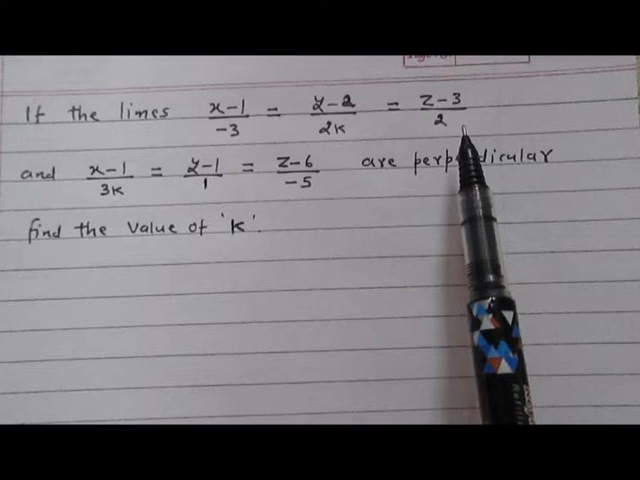 If the lines x-1/-3 = y-2/2K = z-3/2
and x-1/3K = y-1/1 = z-6/-5 are perpendicular
find the value of 'K'.